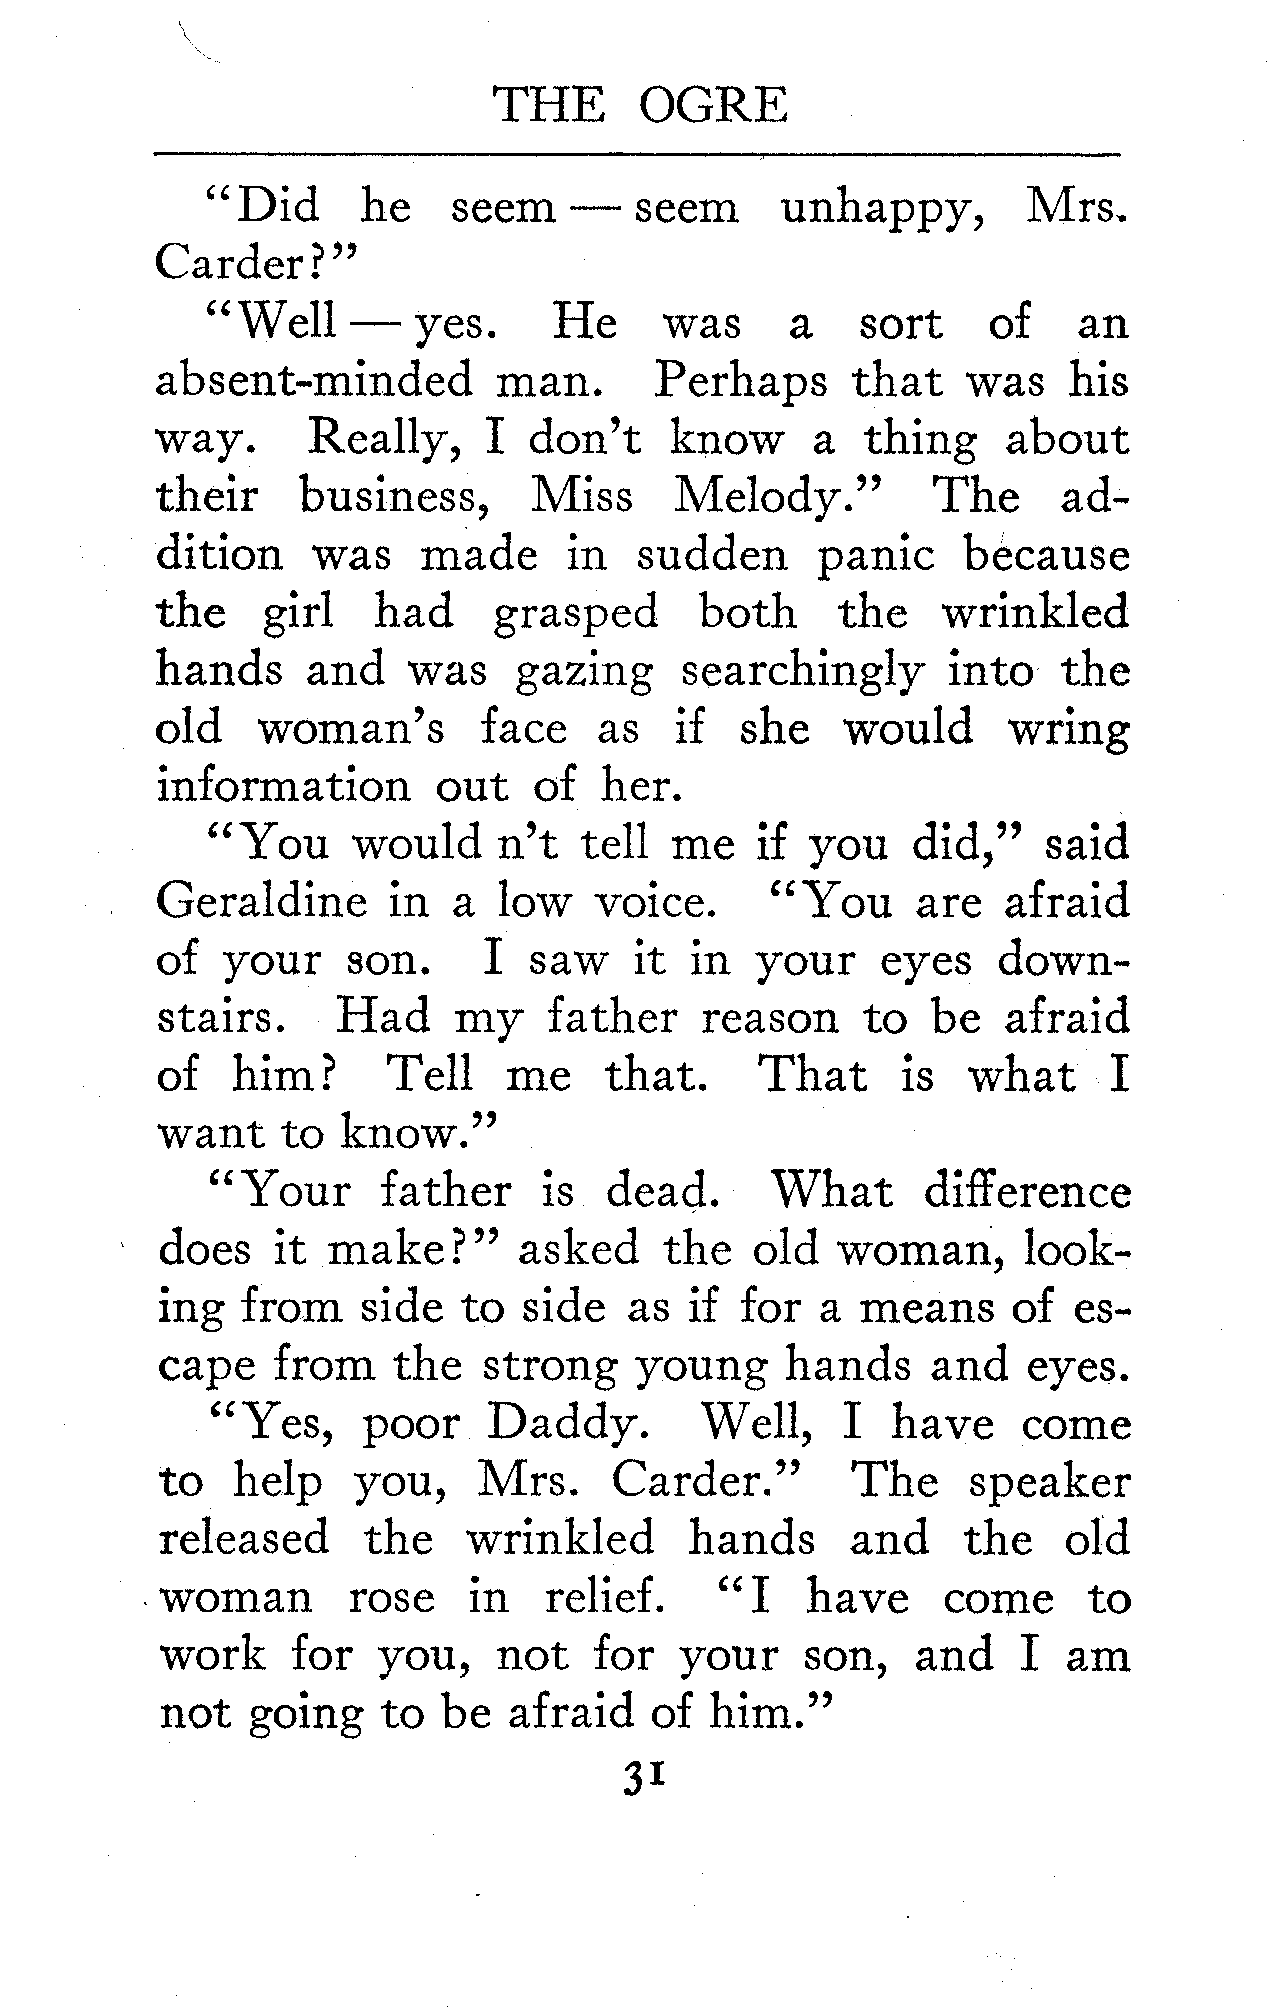 THE OGRE
“Did he seem — seem unhappy, Mrs.
Carder?”
“Well — yes. He was a sort of an
absent-minded man. Perhaps that was his
way. Really, I don’t know a thing about
their business, Miss Melody.” The ad-
dition was made in sudden panic because
the girl had grasped both the wrinkled
hands and was gazing searchingly into the
old woman’s face as if she would wring
information out of her.
“You would n’t tell me if you did,” said
Geraldine in a low voice. “You are afraid
of your son. I saw it in your eyes down-
stairs. Had my father reason to be afraid
of him? Tell me that. That is what I
want to know.”
“Your father is dead. What difference
does it make?” asked the old woman, look-
ing from side to side as if for a means of es-
cape from the strong young hands and eyes.
“Yes, poor Daddy. Well, I have come
to help you, Mrs. Carder.” The speaker
released the wrinkled hands and the old
woman rose in relief. “I have come to
work for you, not for your son, and I am
not going to be afraid of him.”
31